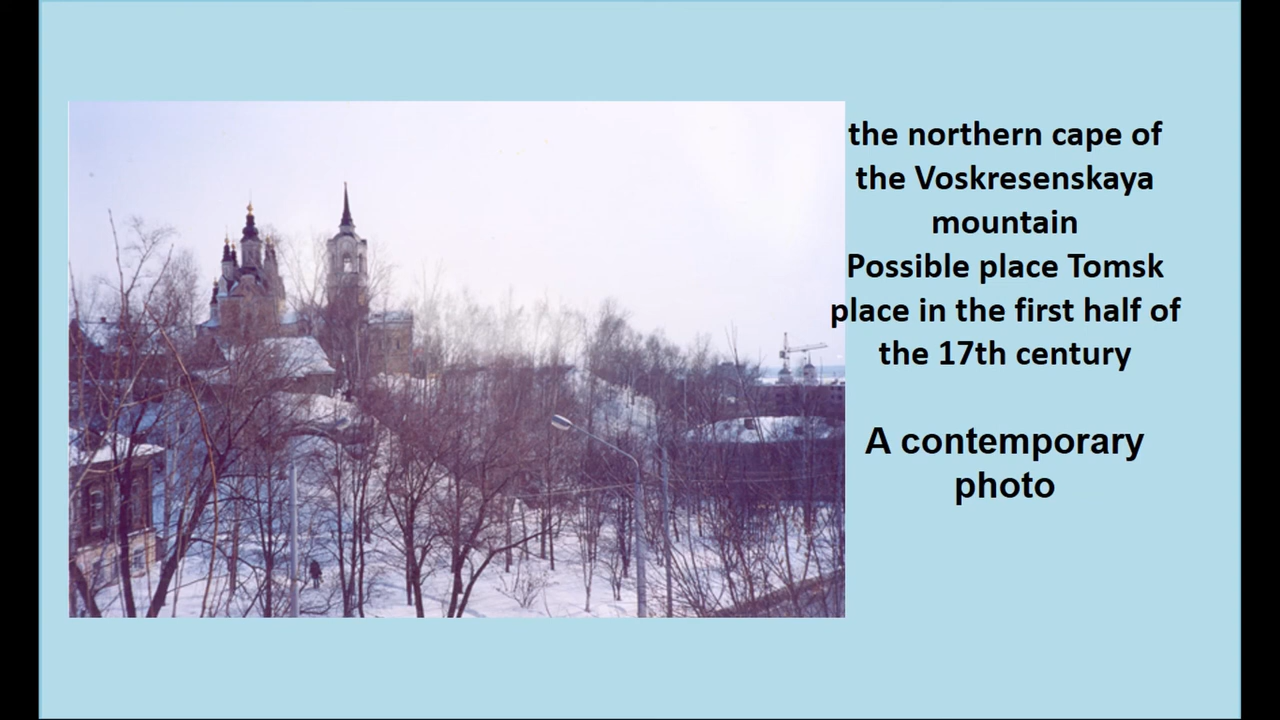 the northern cape of
the Voskresenskaya
mountain
Possible place Tomsk
place in the first half of
the 17th century
A contemporary
photo